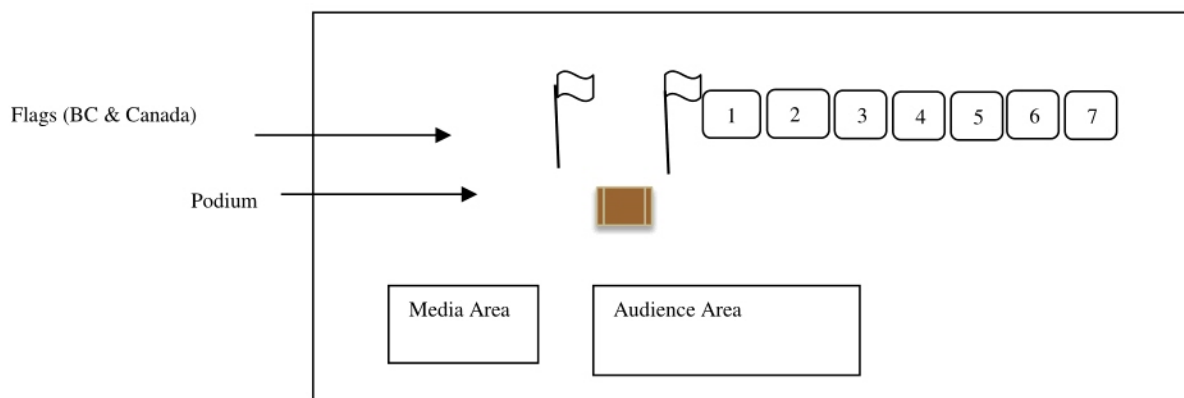 Flags (BC & Canada)
1 2 3 4 5 6 7
Podium
Media Area
Audience Area